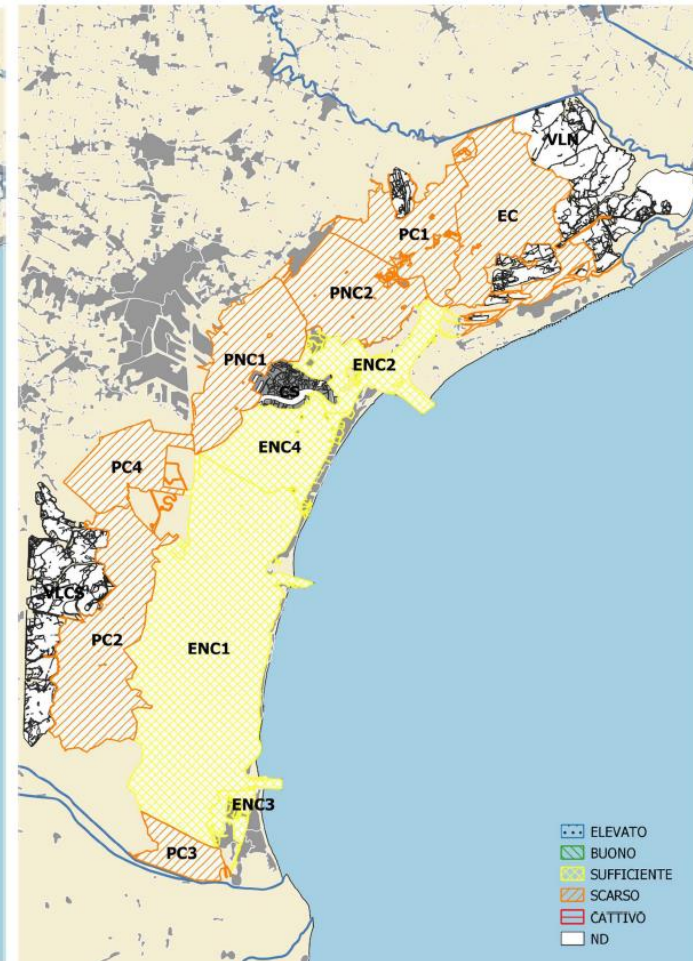 VLN
EC
PC1
PNC2
PNC1
ENC2
CS
ENC4
PC4
VLCS
PC2
ENC1
ENC3
PC3
ELEVATO
BUONO
SUFFICIENTE
SCARSO
CATTIVO
ND